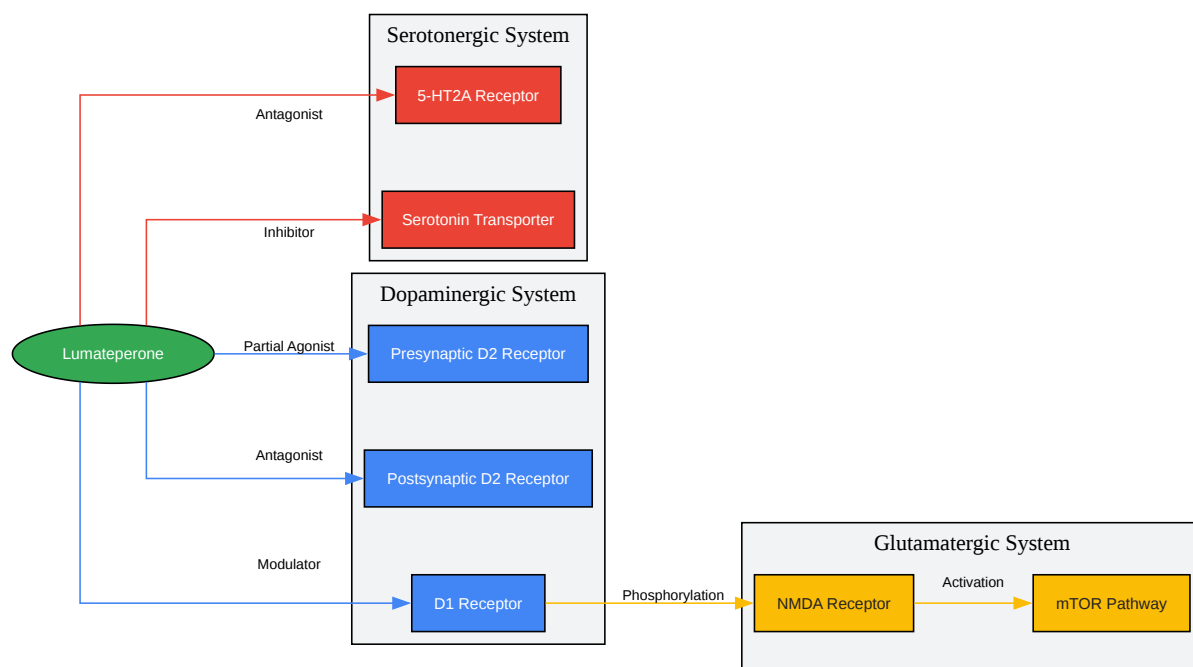 Serotonergic System
5-HT2A Receptor
Antagonist
Serotonin Transporter
Inhibitor
Dopaminergic System
Lumateperone
Partial Agonist
Presynaptic D2 Receptor
Antagonist
Postsynaptic D2 Receptor
Modulator
D1 Receptor
Phosphorylation
Glutamatergic System
NMDA Receptor
Activation
mTOR Pathway